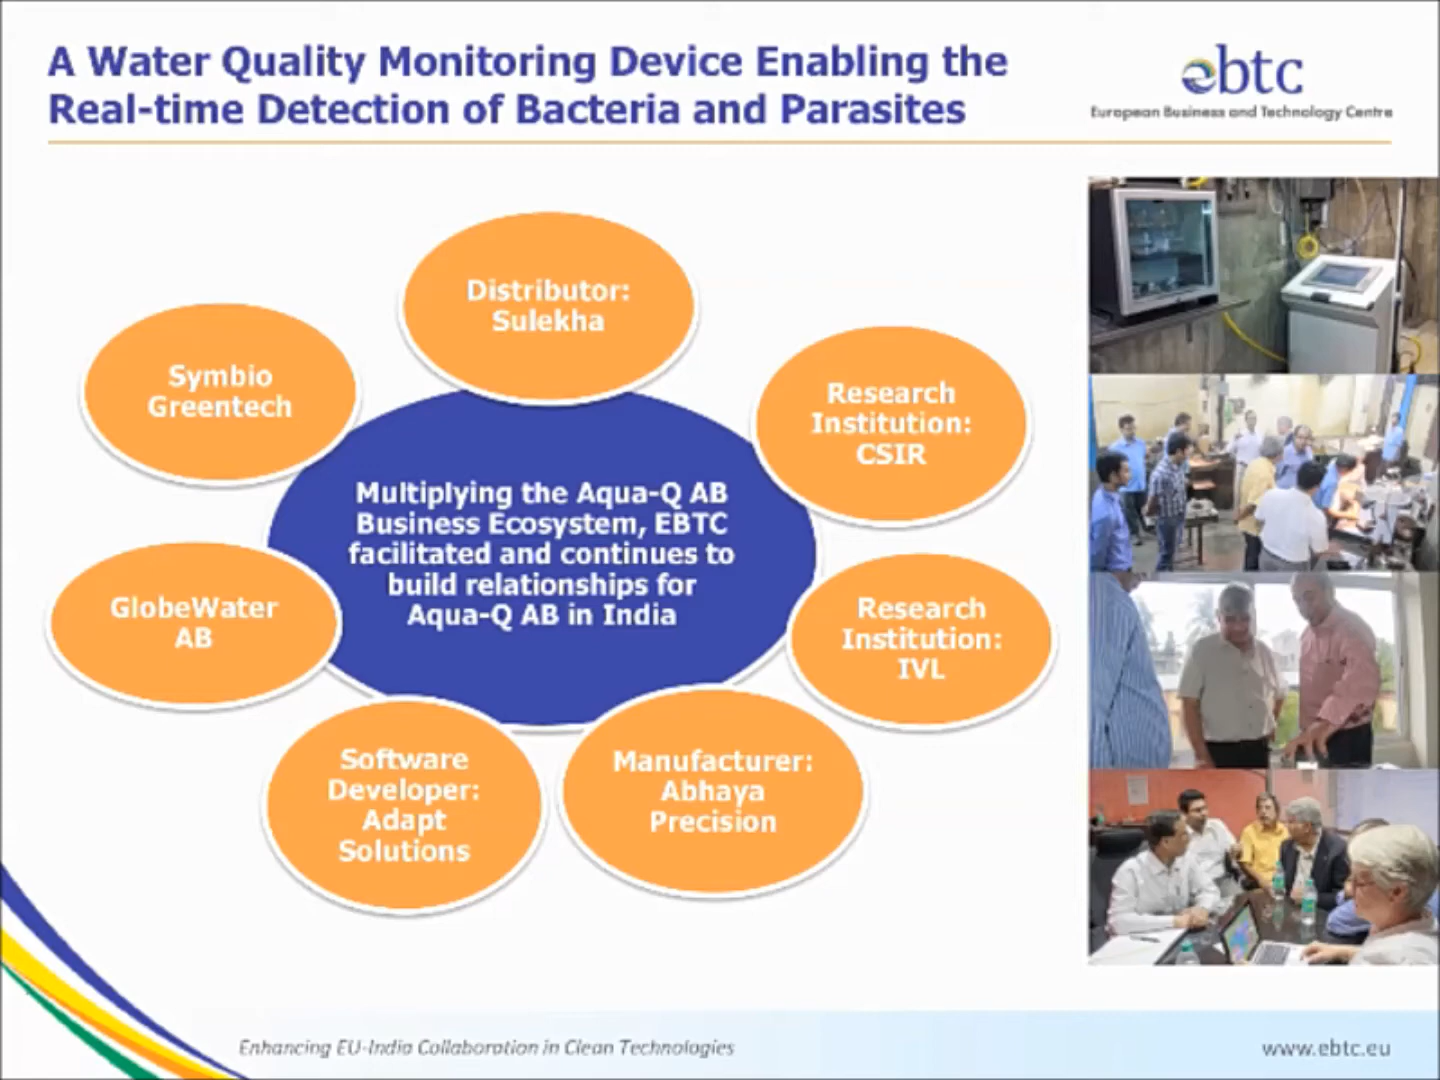 A Water Quality Monitoring Device Enabling the
Real-time Detection of Bacteria and Parasites
ebtc
European Business and Technology Centre
Distributor:
Sulekha
Symbio
Greentech
Research
Institution:
CSIR
Multiplying the Aqua-Q AB
Business Ecosystem, EBTC
facilitated and continues to
build relationships for
Aqua-Q AB in India
GlobeWater
AB
Research
Institution:
IVL
Software
Developer:
Adapt
Solutions
Manufacturer:
Abhaya
Precision
Enhancing EU-India Collaboration in Clean Technologies
www.ebtc.eu